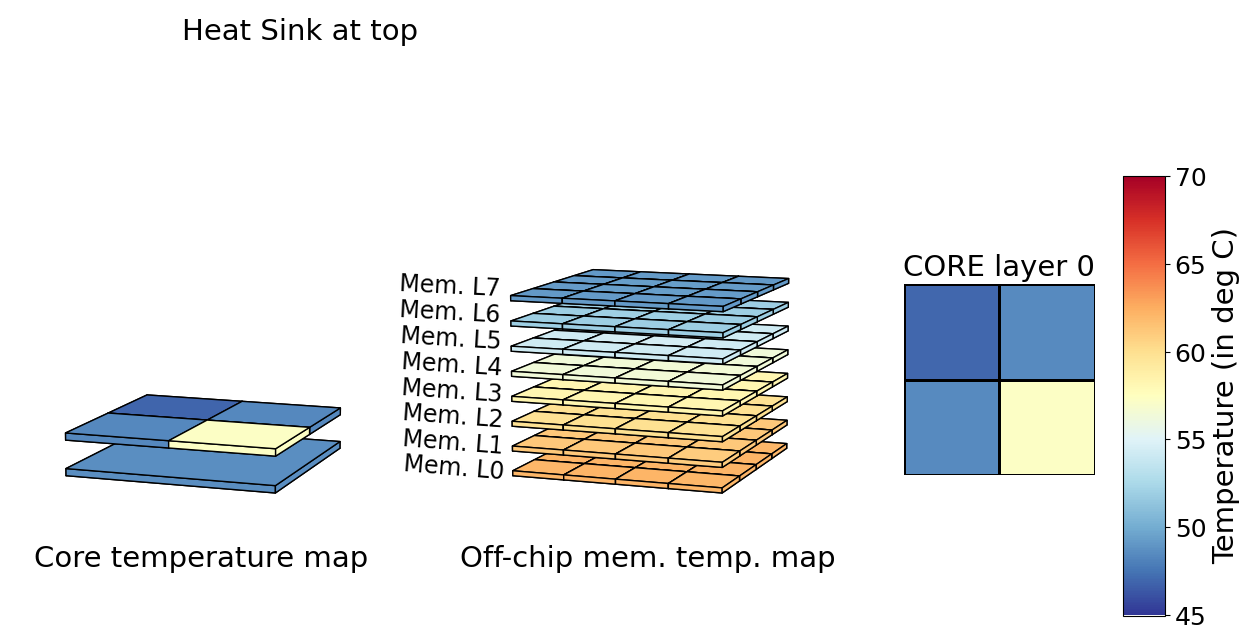 Heat Sink at top
Mem. L7
Mem. L6
Mem. L5
Mem. L4
Mem. L3
Mem. L2
Mem. L1
Mem. L0
Core temperature map
Off-chip mem. temp. map
CORE layer 0
70
65
60
55
50
45
Temperature (in deg C)